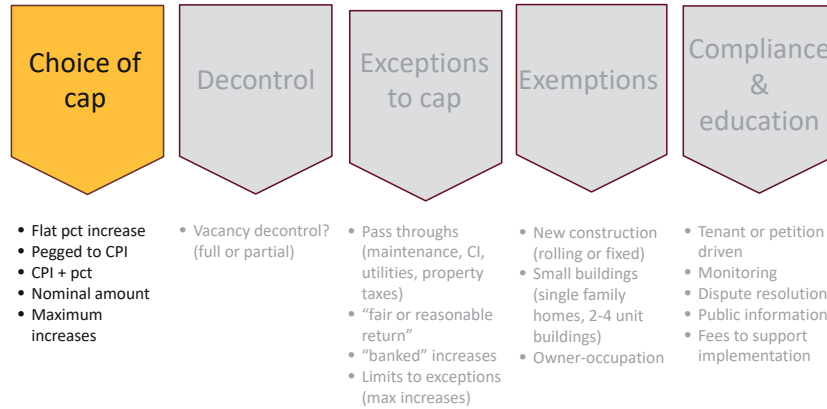 Choice of
cap
Decontrol
Exceptions
to cap
Exemptions
Compliance
&
education
• Flat pct increase
• Pegged to CPI
• CPI + pct
• Nominal amount
• Maximum
increases
• Vacancy decontrol?
(full or partial)
• Pass throughs
(maintenance, CI,
utilities, property
taxes)
• “fair or reasonable
return”
• “banked” increases
• Limits to exceptions
(max increases)
• New construction
(rolling or fixed)
• Small buildings
(single family
homes, 2-4 unit
buildings)
• Owner-occupation
• Tenant or petition
driven
• Monitoring
• Dispute resolution
• Public information
• Fees to support
implementation